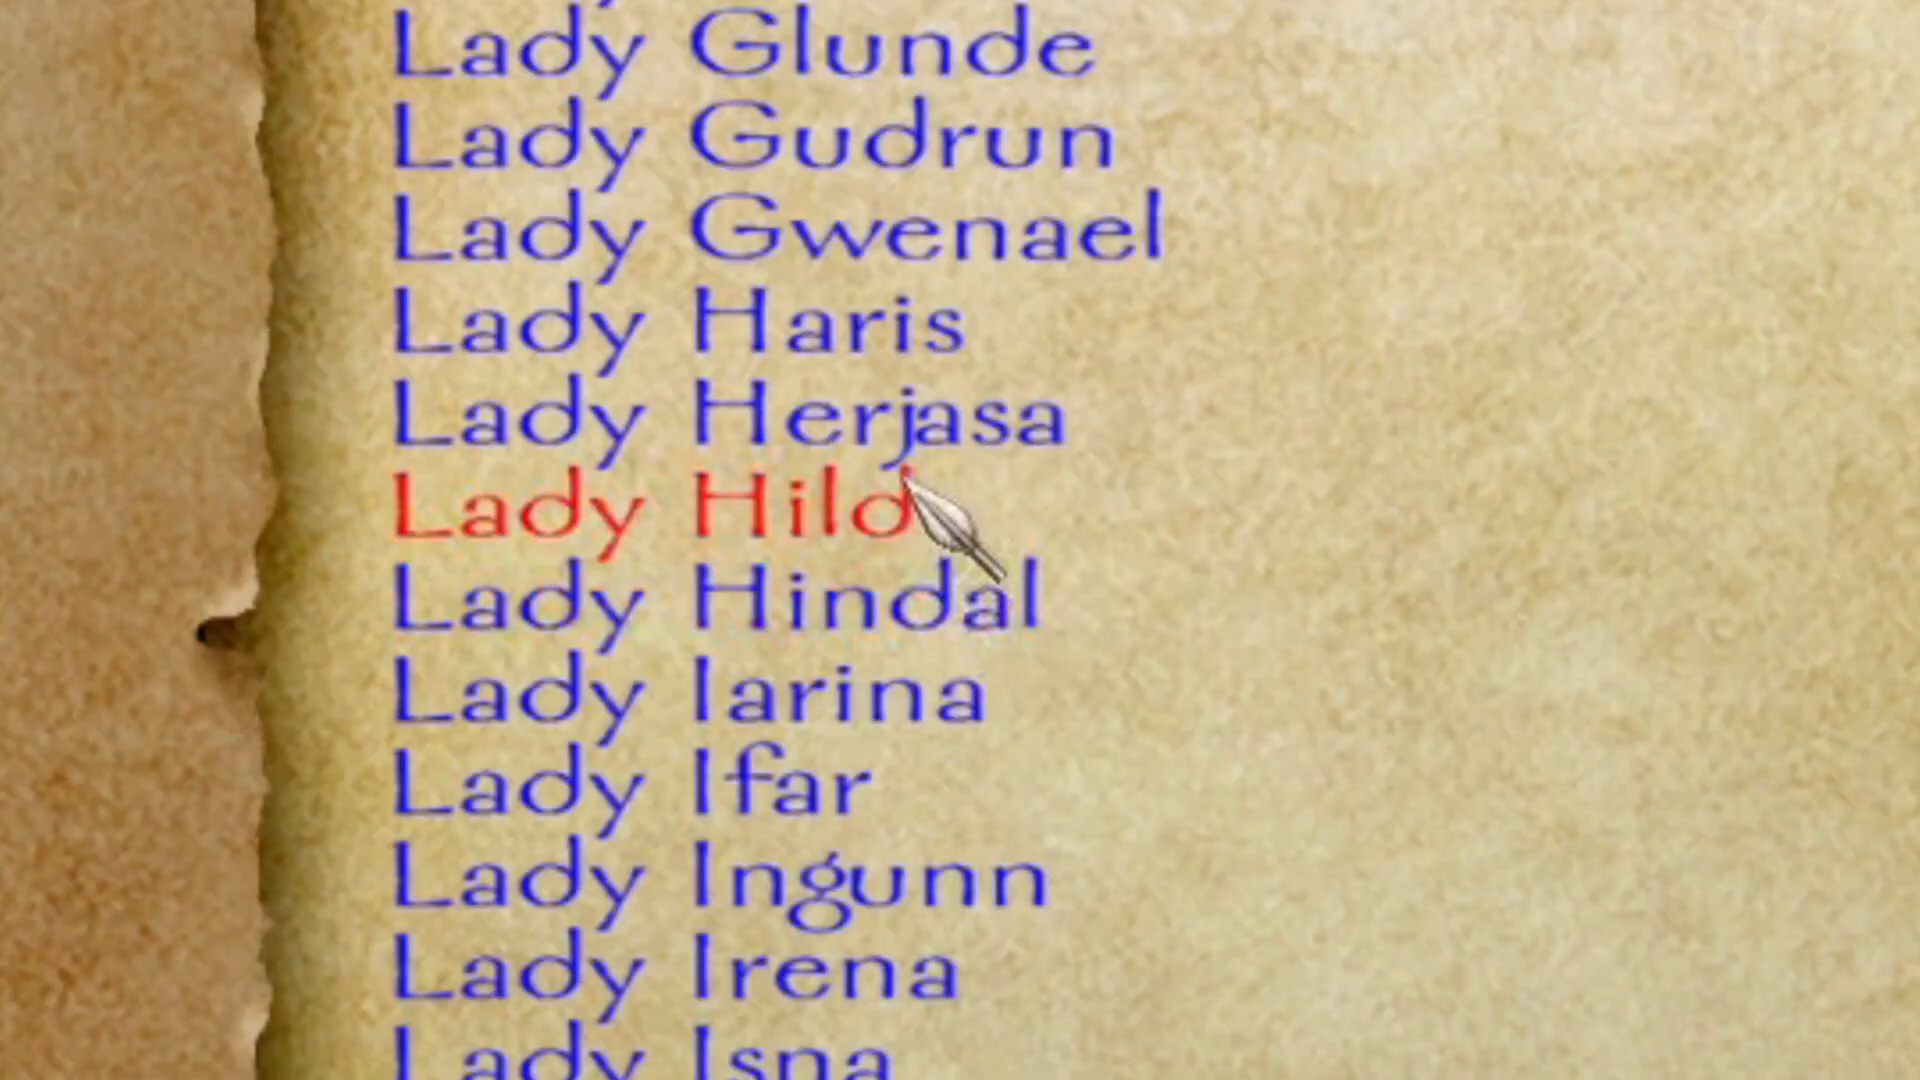 Lady Glunde
Lady Gudrun
Lady Gwenael
Lady Haris
Lady Herjasa
Lady Hild
Lady Hindal
Lady Iarina
Lady Ifar
Lady Ingunn
Lady Irena
Lady Isna